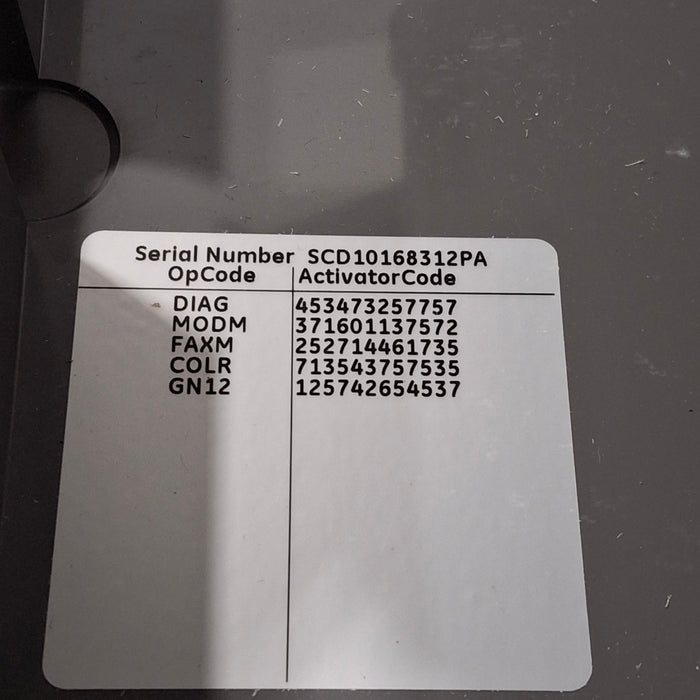 Serial Number SCD10168312PA
OpCode ActivatorCode
DIAG 453473257757
MODM 371601137572
FAXM 252714461735
COLR 713543757535
GN12 125742654537